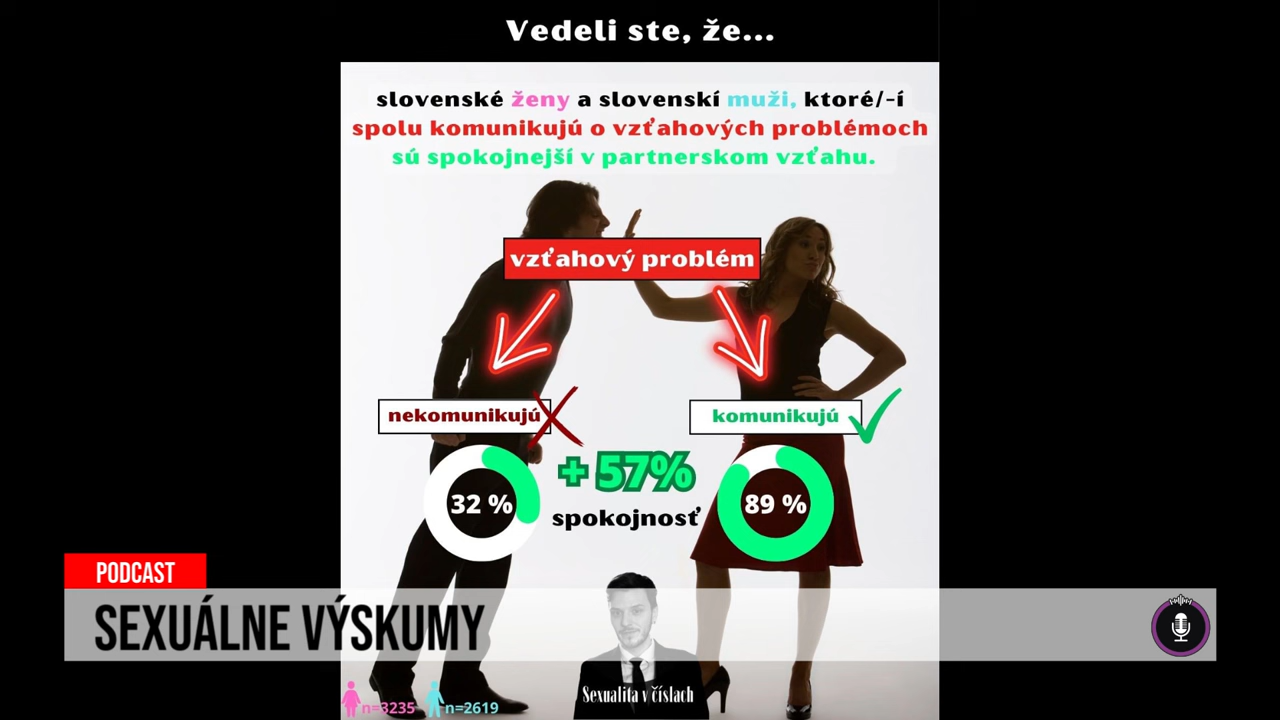 Vedeli ste, že...
slovenské ženy a slovenskí muži, ktoré/-í
spolu komunikujú o vzťahových problémoch
sú spokojnejší v partnerskom vzťahu.
vzťahový problém
nekomunikujú
komunikujú
32 %
+ 57%
spokojnosť
89 %
PODCAST
SEXUÁLNE VÝSKUMY
Sexualita v číslach
n=3235
n=2619